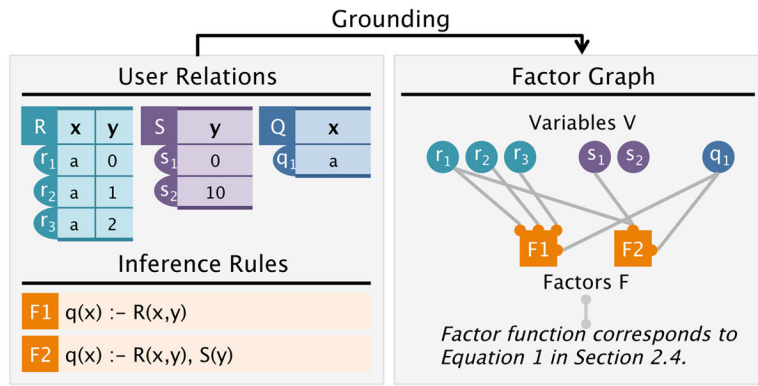 Grounding
User Relations
R x y
r1 a 0
r2 a 1
r3 a 2
S y
s1 0
s2 10
Q x
q1 a
Inference Rules
F1 q(x) :- R(x,y)
F2 q(x) :- R(x,y), S(y)
Factor Graph
Variables V
r1 r2 r3 s1 s2 q1
F1 F2
Factors F
Factor function corresponds to
Equation 1 in Section 2.4.